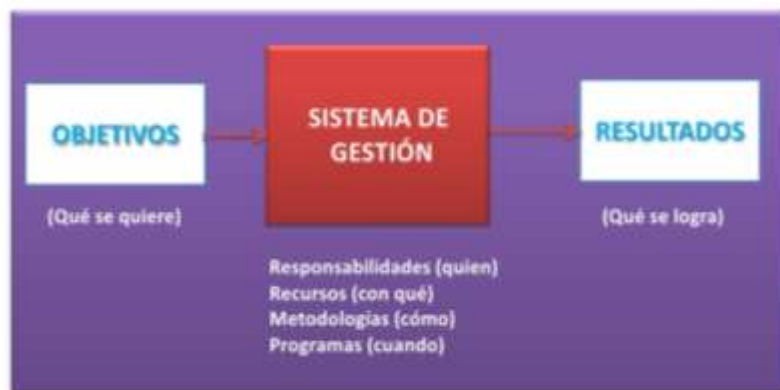 OBJETIVOS
SISTEMA DE
GESTIÓN
RESULTADOS
(Qué se quiere)
(Qué se logra)
Responsabilidades (quien)
Recursos (con qué)
Metodologías (cómo)
Programas (cuando)